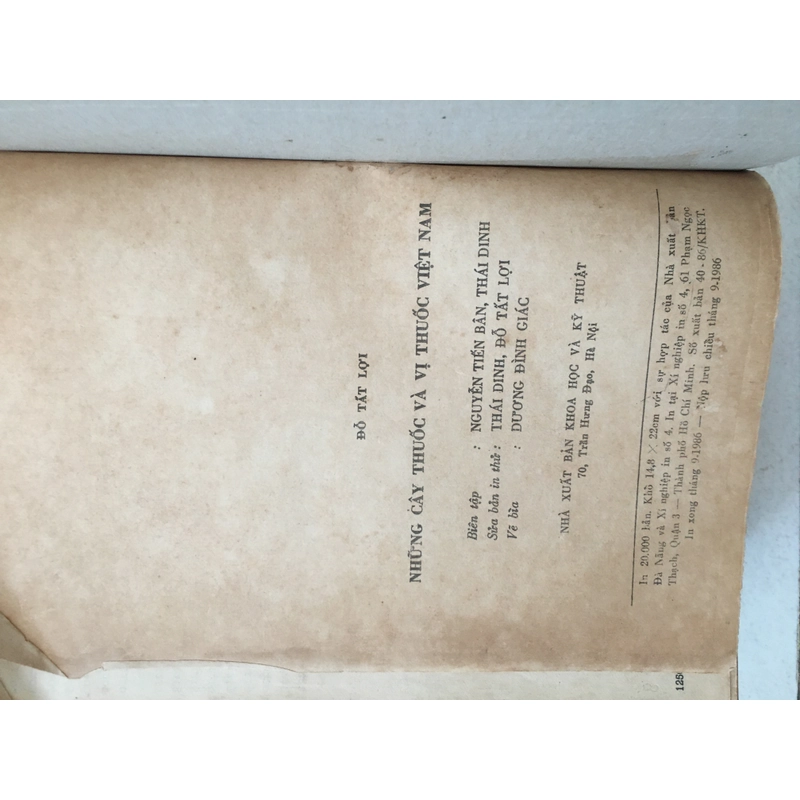 ĐỖ TẤT LỢI
NHỮNG CÂY THUỐC VÀ VỊ THUỐC VIỆT NAM
Biên tập : NGUYỄN TIẾN BÂN, THÁI DINH
Sửa bản in thử : THÁI DINH, ĐỖ TẤT LỢI
Vẽ bìa : DƯƠNG ĐÌNH GIÁC
NHÀ XUẤT BẢN KHOA HỌC VÀ KỸ THUẬT
70, Trần Hưng Đạo, Hà Nội
In 20.000 bản. Khổ 14,8 × 22cm với sự hợp tác của Nhà xuất bản
Đà Nẵng và Xí nghiệp in số 4. In tại Xí nghiệp in số 4, 61 Phạm Ngọc
Thạch, Quận 3 — Thành phố Hồ Chí Minh. Số xuất bản 40-86/KHKT.
In xong tháng 9.1986 — Nộp lưu chiểu tháng 9.1986